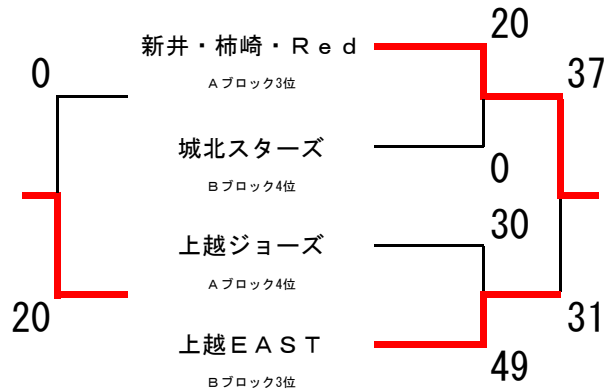 新井・柿崎・Ｒｅｄ
Ａブロック3位
城北スターズ
Ｂブロック4位
上越ジョーズ
Ａブロック4位
上越ＥＡＳＴ
Ｂブロック3位
0
20
20
0
30
49
37
31